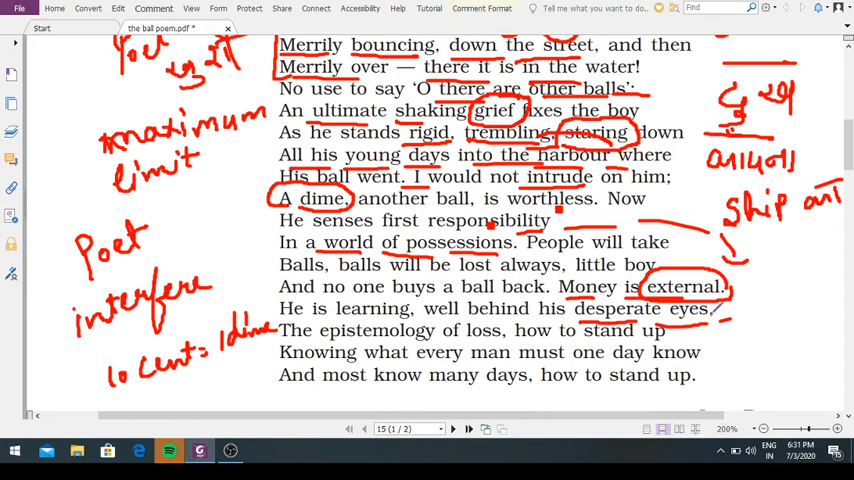 File
Home
Convert
Edit
Organize
Comment
View
Forms
Protect
Share
Connect
Accessibility
Help
Comment Format
Tell me what you want to do...
Find
Start
the ball poem.pdf *
Merrily bouncing, down the street, and then
Merrily over — there it is in the water!
No use to say 'O there are other balls':
An ultimate shaking grief fixes the boy
As he stands rigid, trembling, staring down
All his young days into the harbour where
His ball went. I would not intrude on him;
A dime, another ball, is worthless. Now
He senses first responsibility
In a world of possessions. People will take
Balls, balls will be lost always, little boy.
And no one buys a ball back. Money is external.
He is learning, well behind his desperate eyes,
The epistemology of loss, how to stand up
Knowing what every man must one day know
And most know many days, how to stand up.
Poet
maximum
limit
Poet
interfere
10 cent = 1 dime
Ship
15 (1 / 2)
200%
ENG
IN
6:31 PM
7/3/2020
15